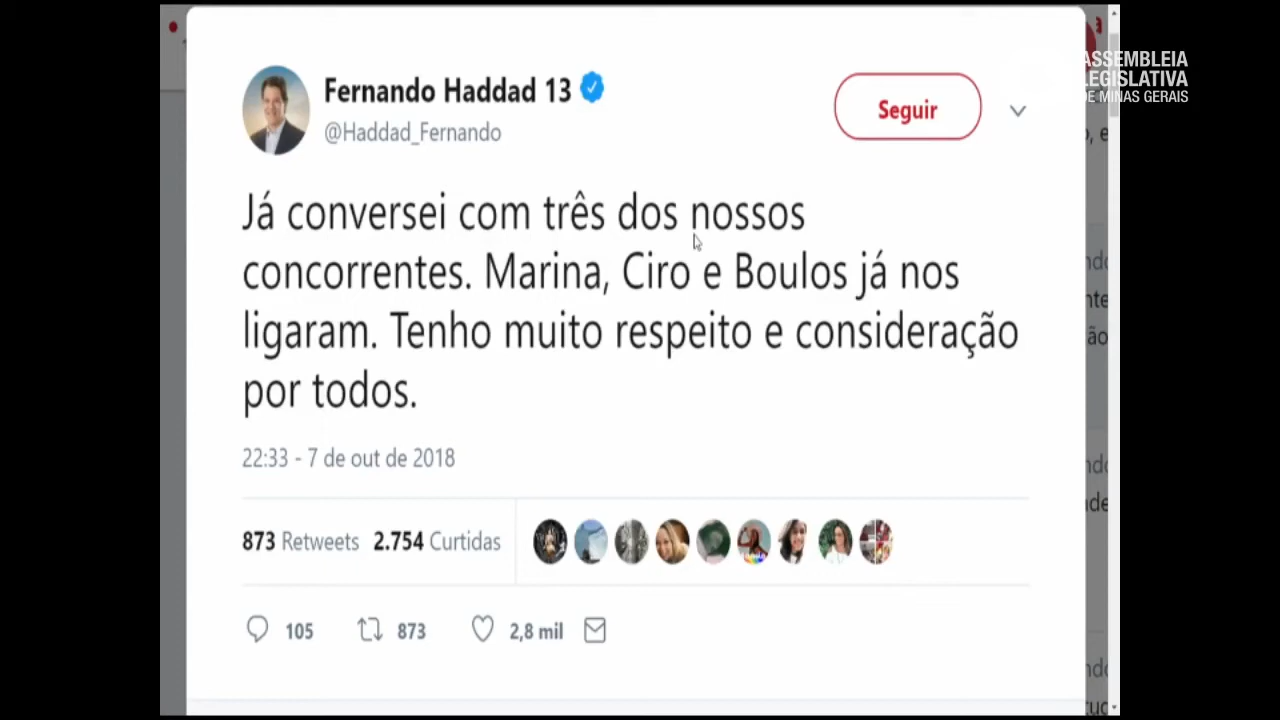 Fernando Haddad 13
@Haddad_Fernando
Seguir
ASSEMBLEIA
LEGISLATIVA
DE MINAS GERAIS
Já conversei com três dos nossos
concorrentes. Marina, Ciro e Boulos já nos
ligaram. Tenho muito respeito e consideração
por todos.
22:33 - 7 de out de 2018
873 Retweets 2.754 Curtidas
105 873 2,8 mil